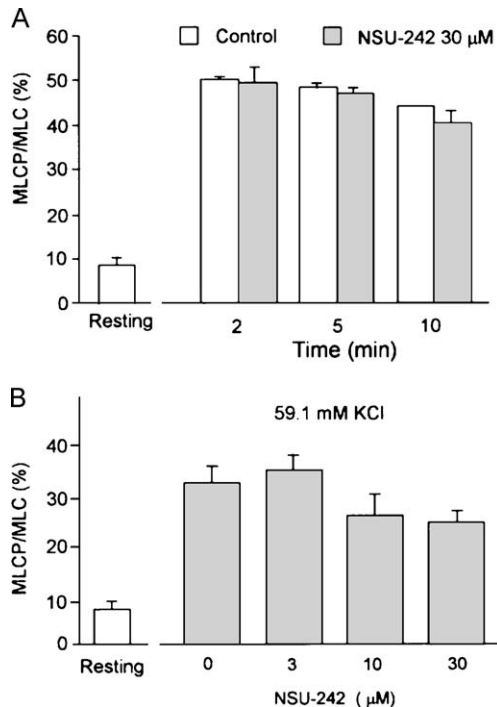 A
Control NSU-242 30 μM
MLCP/MLC (%)
60
50
40
30
20
10
0
Resting 2 5 10
Time (min)
B
59.1 mM KCl
MLCP/MLC (%)
40
30
20
10
0
Resting 0 3 10 30
NSU-242 ( μM)